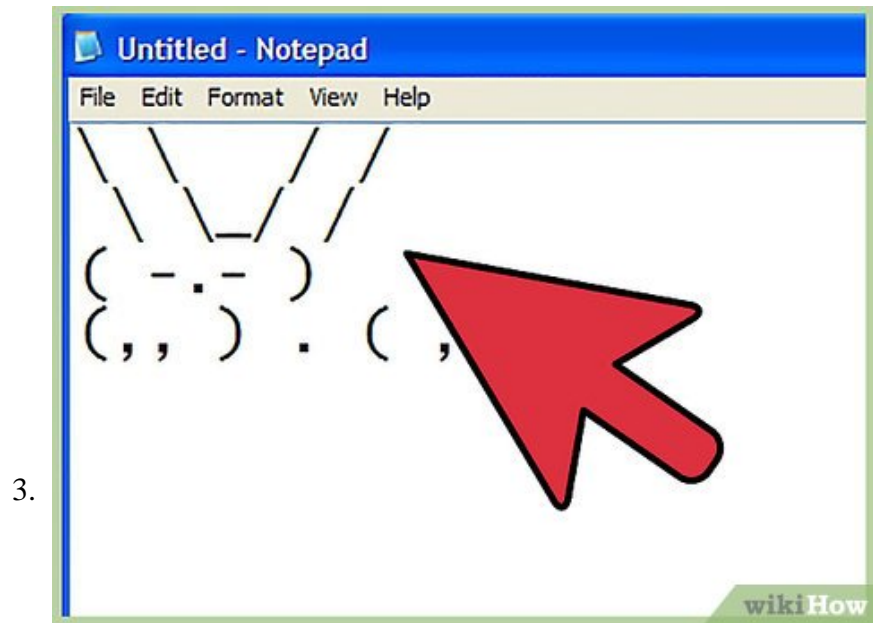 Untitled - Notepad
File Edit Format View Help
\ \   / /
 \ \_/ /
( -.- )
(,, ) . ( ,
3.
wikiHow